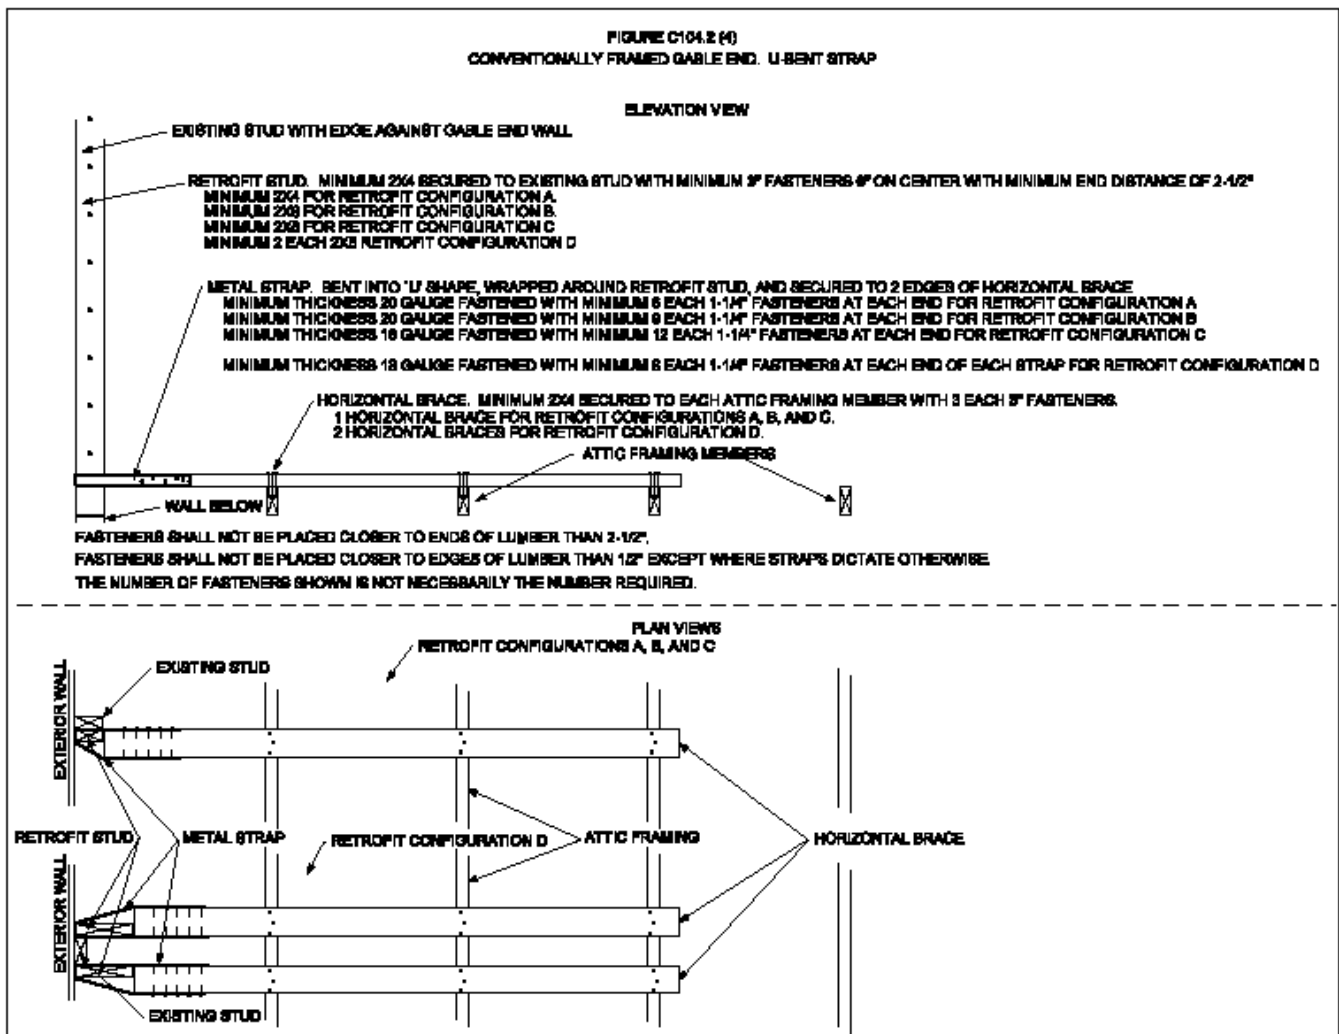 FIGURE C104.2 (4)
CONVENTIONALLY FRAMED GABLE END. U-BENT STRAP
ELEVATION VIEW
EXISTING STUD WITH EDGE AGAINST GABLE END WALL
RETROFIT STUD. MINIMUM 2X4 SECURED TO EXISTING STUD WITH MINIMUM 3" FASTENERS 6" ON CENTER WITH MINIMUM END DISTANCE OF 2-1/2"
MINIMUM 2X4 FOR RETROFIT CONFIGURATION A.
MINIMUM 2X6 FOR RETROFIT CONFIGURATION B.
MINIMUM 2X8 FOR RETROFIT CONFIGURATION C
MINIMUM 2 EACH 2X8 RETROFIT CONFIGURATION D
METAL STRAP. BENT INTO 'U' SHAPE, WRAPPED AROUND RETROFIT STUD, AND SECURED TO 2 EDGES OF HORIZONTAL BRACE
MINIMUM THICKNESS 20 GAUGE FASTENED WITH MINIMUM 6 EACH 1-1/4" FASTENERS AT EACH END FOR RETROFIT CONFIGURATION A
MINIMUM THICKNESS 20 GAUGE FASTENED WITH MINIMUM 9 EACH 1-1/4" FASTENERS AT EACH END FOR RETROFIT CONFIGURATION B
MINIMUM THICKNESS 18 GAUGE FASTENED WITH MINIMUM 12 EACH 1-1/4" FASTENERS AT EACH END FOR RETROFIT CONFIGURATION C
MINIMUM THICKNESS 18 GAUGE FASTENED WITH MINIMUM 8 EACH 1-1/4" FASTENERS AT EACH END OF EACH STRAP FOR RETROFIT CONFIGURATION D
HORIZONTAL BRACE. MINIMUM 2X4 SECURED TO EACH ATTIC FRAMING MEMBER WITH 3 EACH 3" FASTENERS.
1 HORIZONTAL BRACE FOR RETROFIT CONFIGURATIONS A, B, AND C.
2 HORIZONTAL BRACES FOR RETROFIT CONFIGURATION D.
ATTIC FRAMING MEMBERS
WALL BELOW
FASTENERS SHALL NOT BE PLACED CLOSER TO ENDS OF LUMBER THAN 2-1/2".
FASTENERS SHALL NOT BE PLACED CLOSER TO EDGES OF LUMBER THAN 1/2" EXCEPT WHERE STRAPS DICTATE OTHERWISE.
THE NUMBER OF FASTENERS SHOWN IS NOT NECESSARILY THE NUMBER REQUIRED.
PLAN VIEWS
RETROFIT CONFIGURATIONS A, B, AND C
EXISTING STUD
EXTERIOR WALL
RETROFIT STUD
METAL STRAP
RETROFIT CONFIGURATION D
ATTIC FRAMING
HORIZONTAL BRACE
EXTERIOR WALL
EXISTING STUD